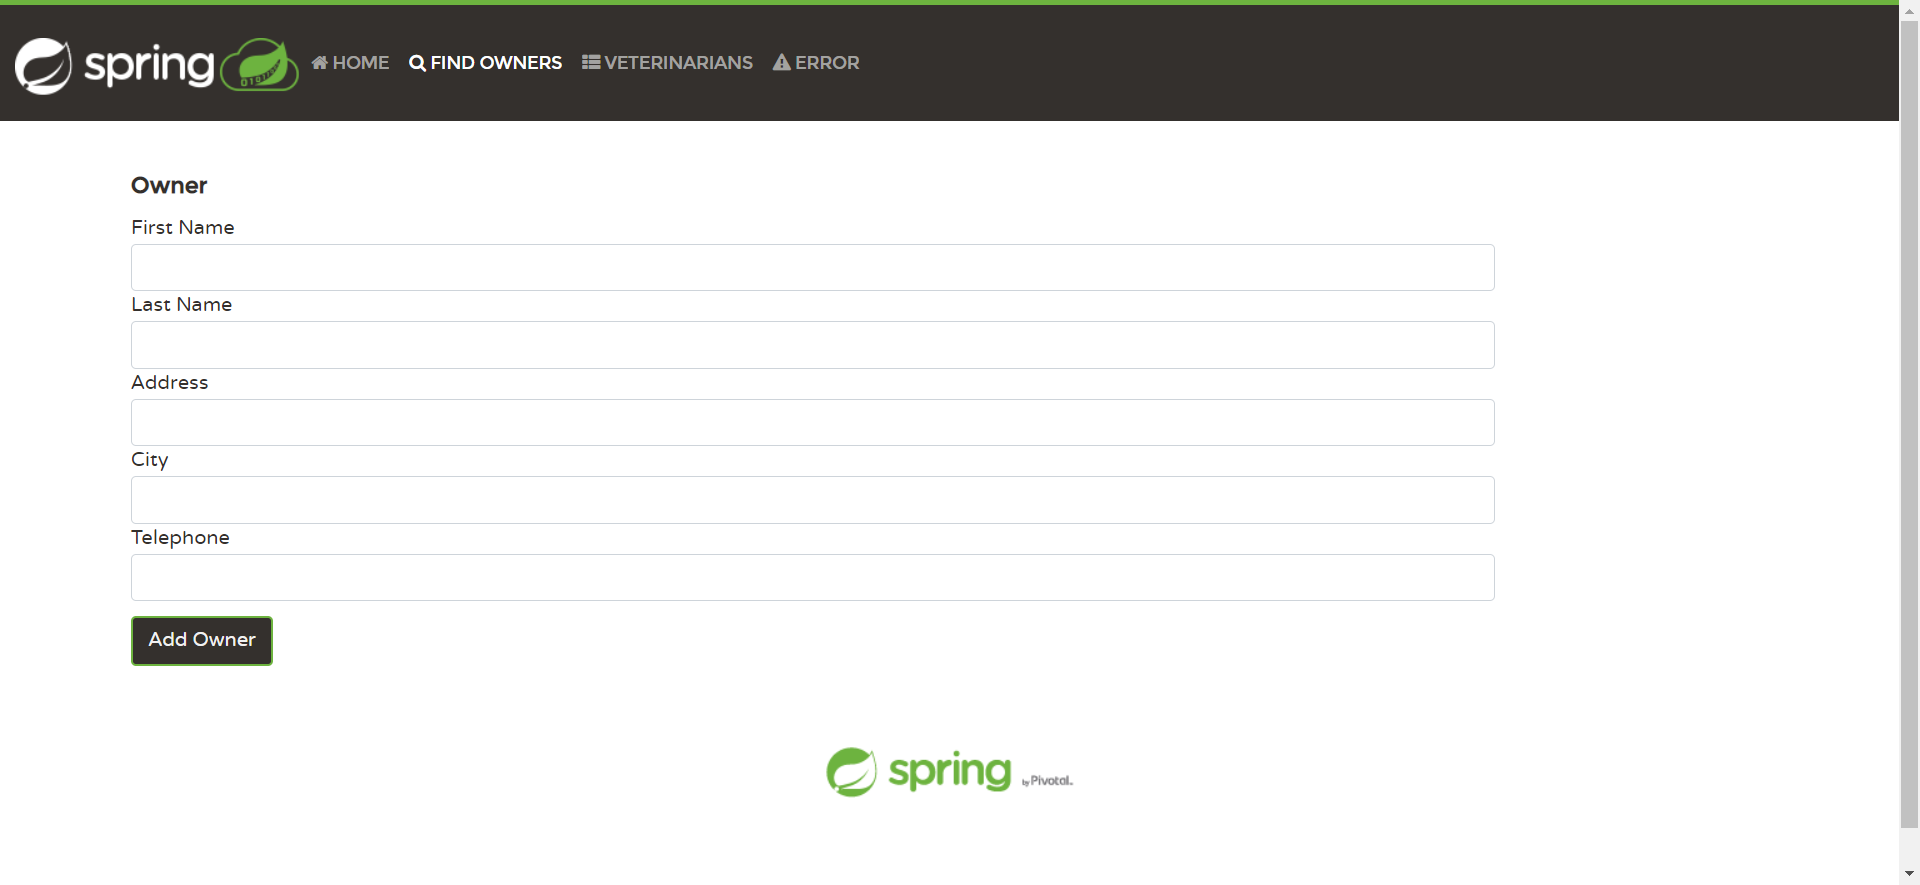 spring HOME FIND OWNERS VETERINARIANS ERROR
Owner
First Name
Last Name
Address
City
Telephone
Add Owner
spring by Pivotal